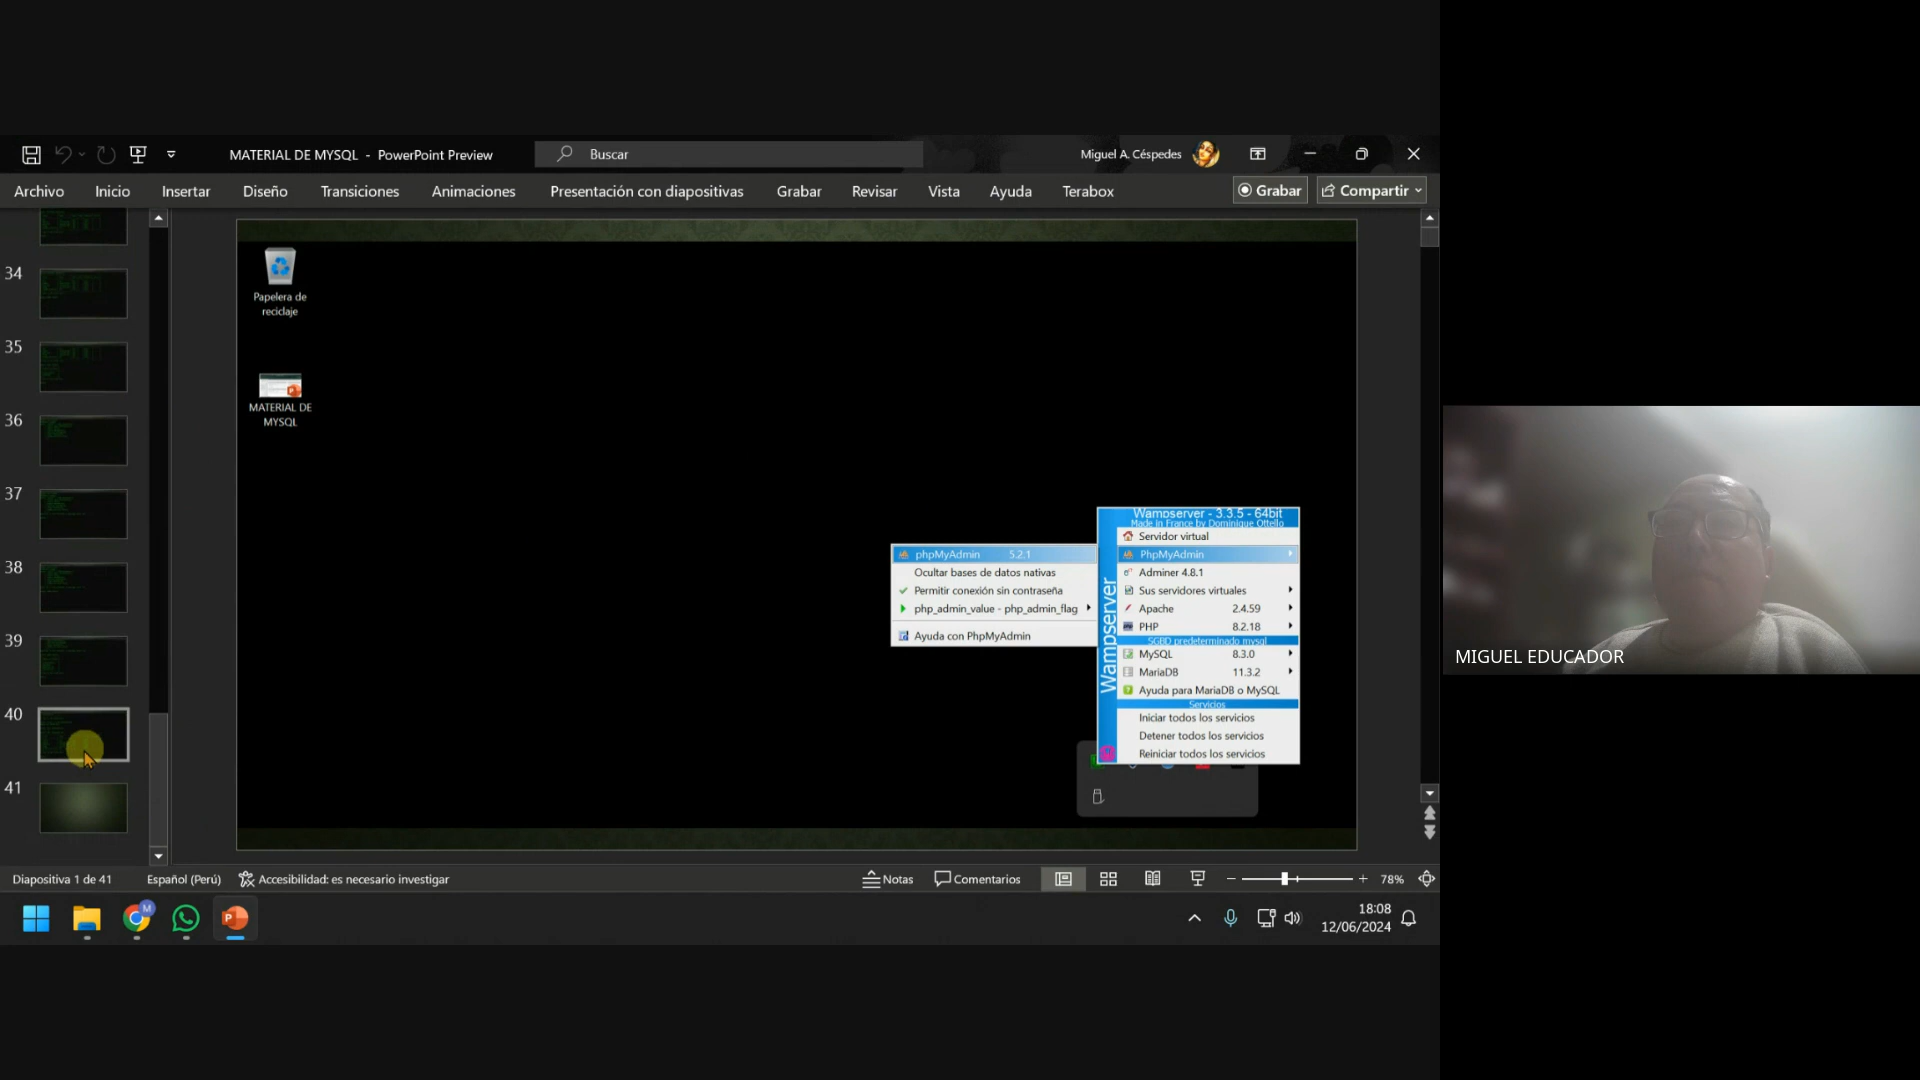 MATERIAL DE MYSQL - PowerPoint Preview
Buscar
Miguel A. Céspedes
Archivo
Inicio
Insertar
Diseño
Transiciones
Animaciones
Presentación con diapositivas
Grabar
Revisar
Vista
Ayuda
Terabox
Grabar
Compartir
34
35
36
37
38
39
40
41
Papelera de
reciclaje
MATERIAL DE
MYSQL
phpMyAdmin 5.2.1
Ocultar bases de datos nativas
Permitir conexión sin contraseña
php_admin_value - php_admin_flag
Ayuda con PhpMyAdmin
Wampserver
Wampserver - 3.3.5 - 64bit
Made in France by Dominique Ottello
Servidor virtual
PhpMyAdmin
Adminer 4.8.1
Sus servidores virtuales
Apache 2.4.59
PHP 8.2.18
SGBD predeterminado mysql
MySQL 8.3.0
MariaDB 11.3.2
Ayuda para MariaDB o MySQL
Servicios
Iniciar todos los servicios
Detener todos los servicios
Reiniciar todos los servicios
MIGUEL EDUCADOR
Diapositiva 1 de 41
Español (Perú)
Accesibilidad: es necesario investigar
Notas
Comentarios
78%
18:08
12/06/2024